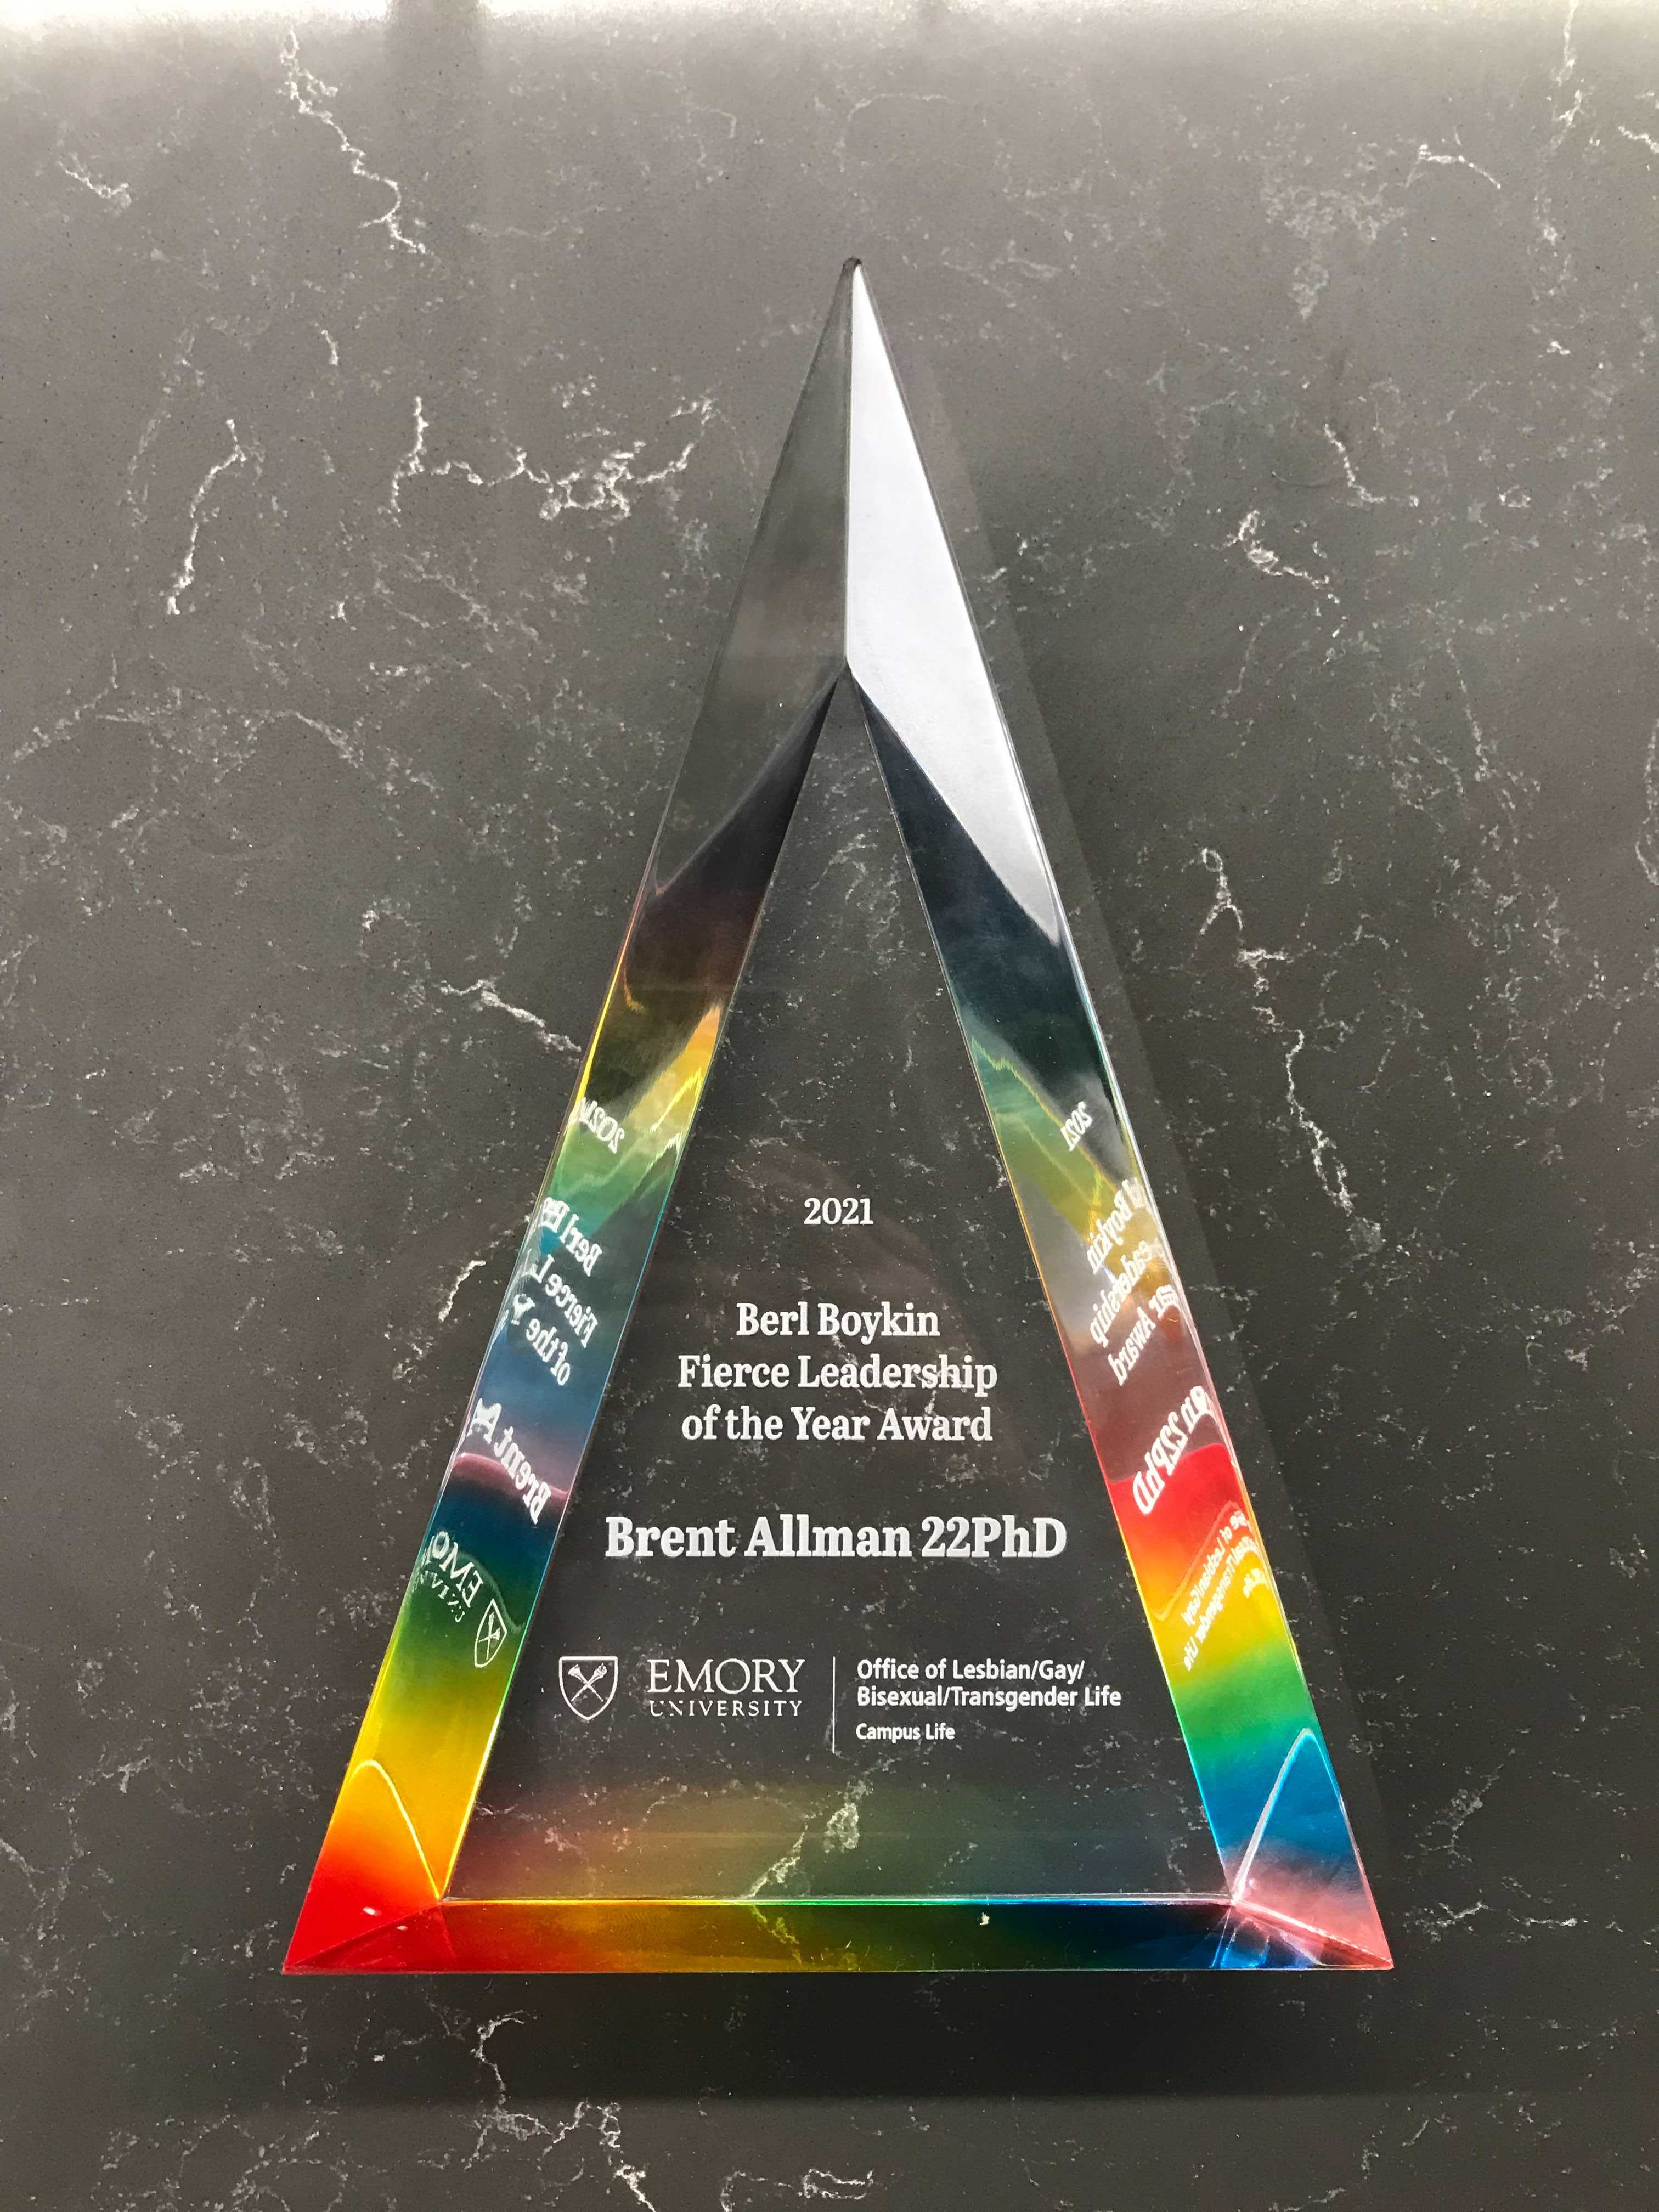 2021
Berl Boykin
Fierce Leadership
of the Year Award
Brent Allman 22PhD
EMORY
UNIVERSITY
Office of Lesbian/Gay/
Bisexual/Transgender Life
Campus Life